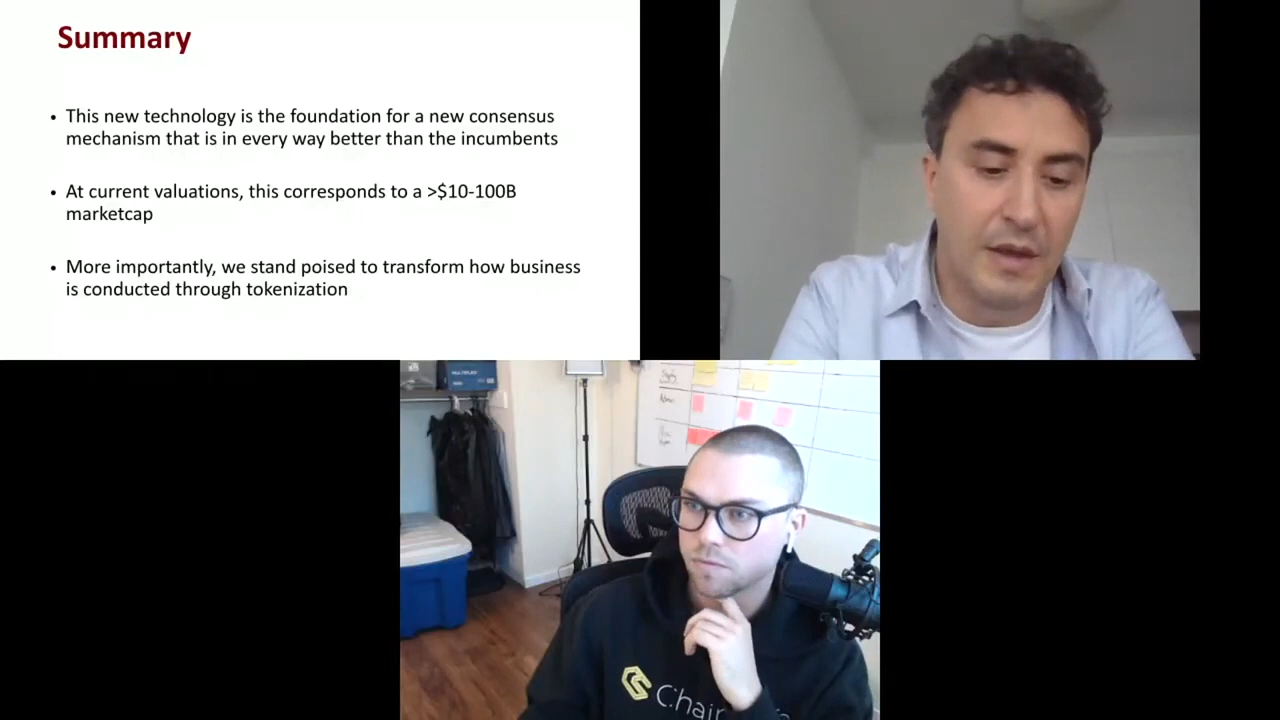 Summary
• This new technology is the foundation for a new consensus
mechanism that is in every way better than the incumbents
• At current valuations, this corresponds to a >$10-100B
marketcap
• More importantly, we stand poised to transform how business
is conducted through tokenization